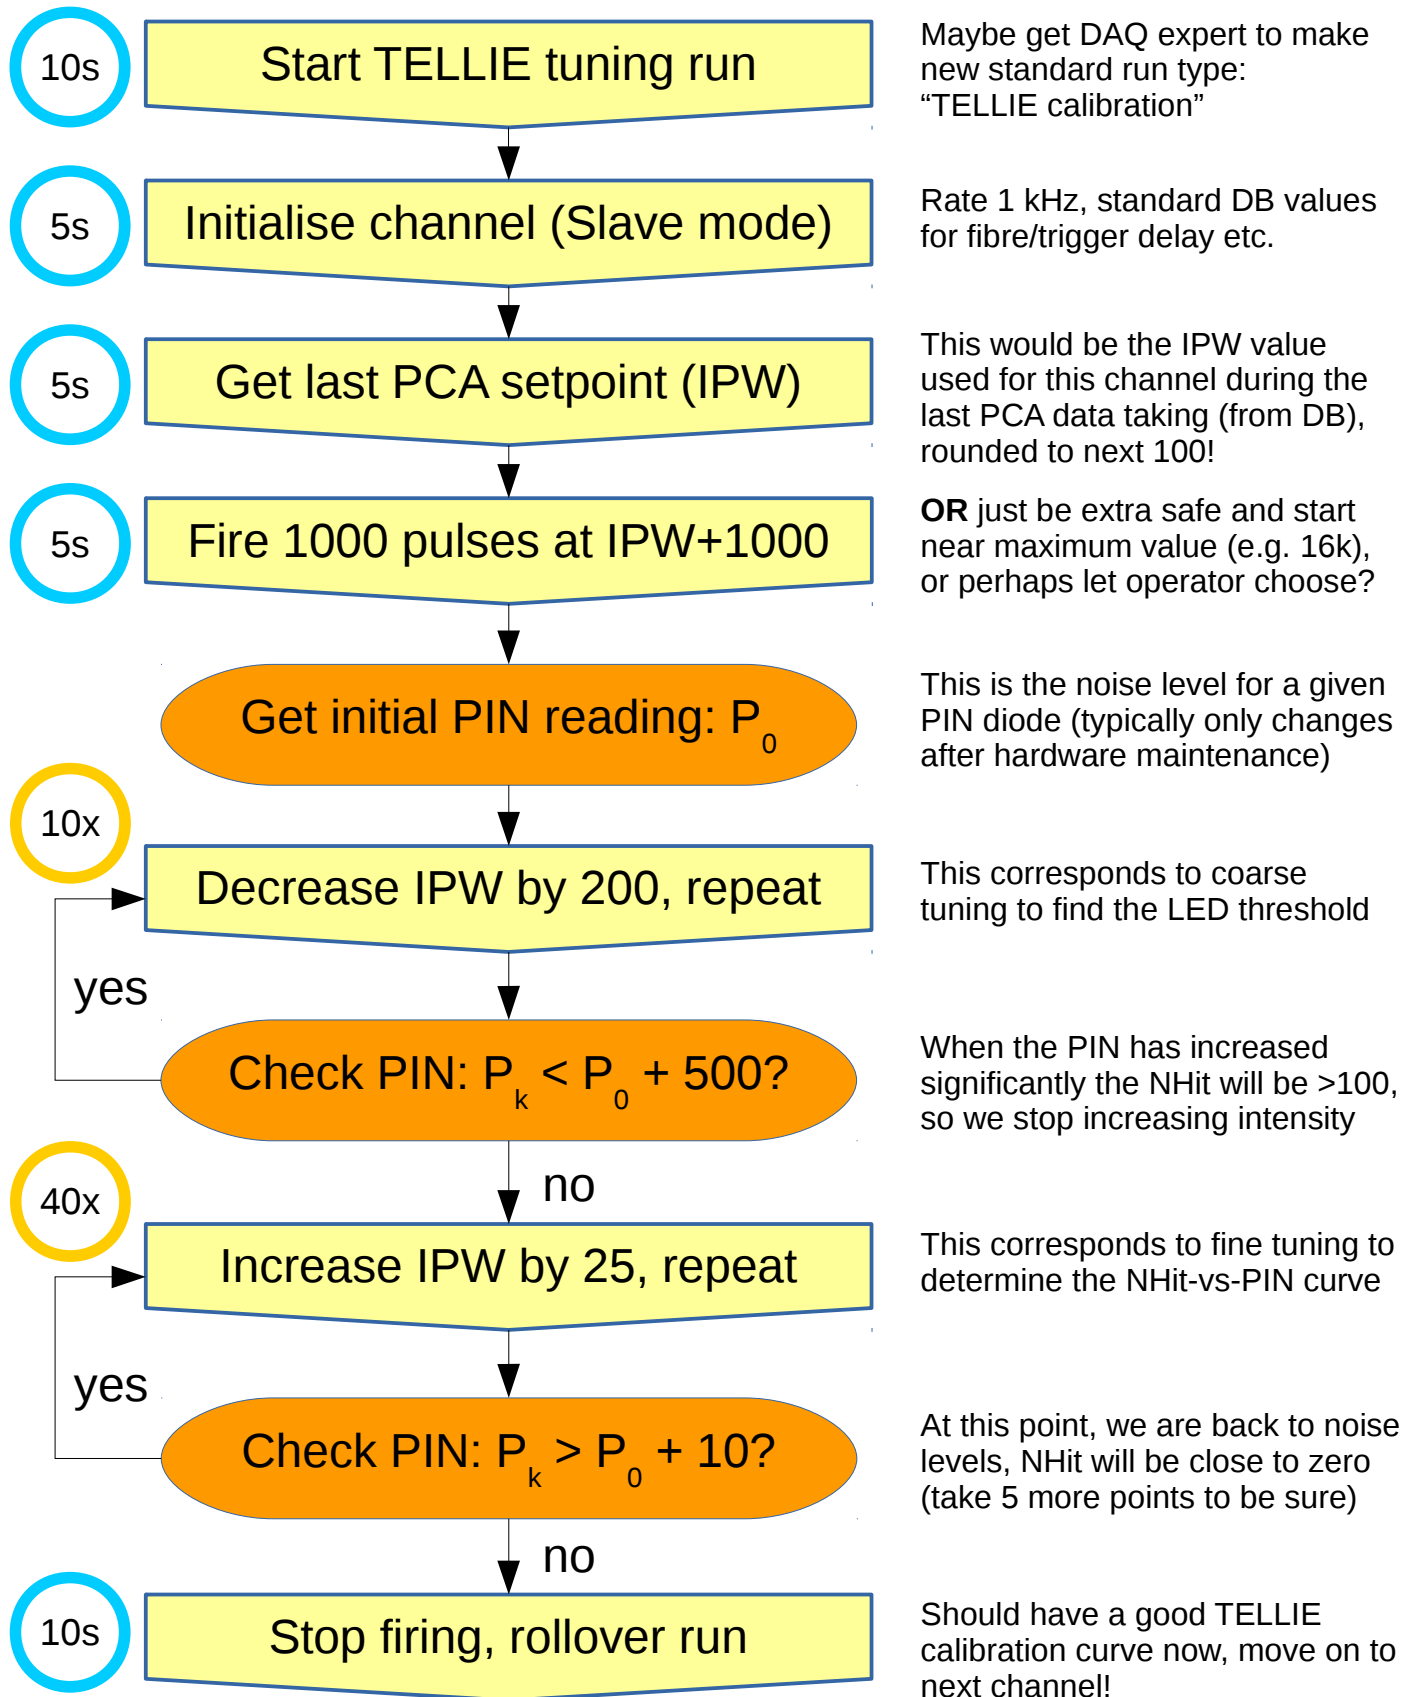 10s
Start TELLIE tuning run
Maybe get DAQ expert to make
new standard run type:
“TELLIE calibration”
5s
Initialise channel (Slave mode)
Rate 1 kHz, standard DB values
for fibre/trigger delay etc.
5s
Get last PCA setpoint (IPW)
This would be the IPW value
used for this channel during the
last PCA data taking (from DB),
rounded to next 100!
5s
Fire 1000 pulses at IPW+1000
OR just be extra safe and start
near maximum value (e.g. 16k),
or perhaps let operator choose?
Get initial PIN reading: P0
This is the noise level for a given
PIN diode (typically only changes
after hardware maintenance)
10x
Decrease IPW by 200, repeat
This corresponds to coarse
tuning to find the LED threshold
yes
Check PIN: Pk < P0 + 500?
When the PIN has increased
significantly the NHit will be >100,
so we stop increasing intensity
no
40x
Increase IPW by 25, repeat
This corresponds to fine tuning to
determine the NHit-vs-PIN curve
yes
Check PIN: Pk > P0 + 10?
At this point, we are back to noise
levels, NHit will be close to zero
(take 5 more points to be sure)
no
10s
Stop firing, rollover run
Should have a good TELLIE
calibration curve now, move on to
next channel!